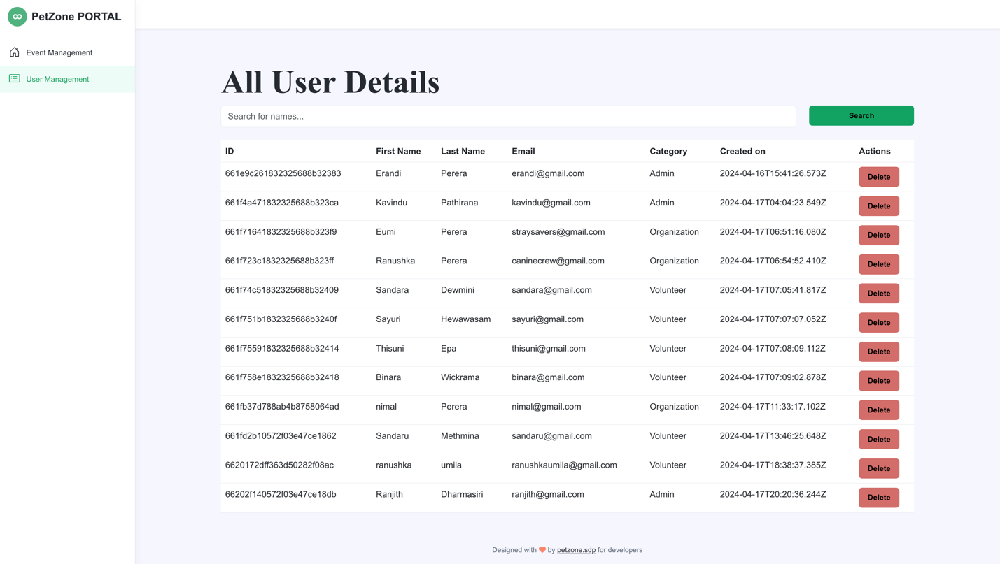 PetZone PORTAL
Event Management
User Management
All User Details
Search for names...
Search
ID First Name Last Name Email Category Created on Actions
661e9c261832325688b32383 Erandi Perera erandi@gmail.com Admin 2024-04-16T15:41:26.573Z Delete
661f4a471832325688b323ca Kavindu Pathirana kavindu@gmail.com Admin 2024-04-17T04:04:23.549Z Delete
661f71641832325688b323f9 Eumi Perera straysavers@gmail.com Organization 2024-04-17T06:51:16.080Z Delete
661f723c1832325688b323ff Ranushka Perera caninecrew@gmail.com Organization 2024-04-17T06:54:52.410Z Delete
661f74c51832325688b32409 Sandara Dewmini sandara@gmail.com Volunteer 2024-04-17T07:05:41.817Z Delete
661f751b1832325688b3240f Sayuri Hewawasam sayuri@gmail.com Volunteer 2024-04-17T07:07:07.052Z Delete
661f75591832325688b32414 Thisuni Epa thisuni@gmail.com Volunteer 2024-04-17T07:08:09.112Z Delete
661f758e1832325688b32418 Binara Wickrama binara@gmail.com Volunteer 2024-04-17T07:09:02.878Z Delete
661fb37d788ab4b8758064ad nimal Perera nimal@gmail.com Organization 2024-04-17T11:33:17.102Z Delete
661fd2b10572f03e47ce1862 Sandaru Methmina sandaru@gmail.com Volunteer 2024-04-17T13:46:25.648Z Delete
6620172dff363d50282f08ac ranushka umila ranushkaumila@gmail.com Volunteer 2024-04-17T18:38:37.385Z Delete
66202f140572f03e47ce18db Ranjith Dharmasiri ranjith@gmail.com Admin 2024-04-17T20:20:36.244Z Delete
Designed with by petzone.sdp for developers